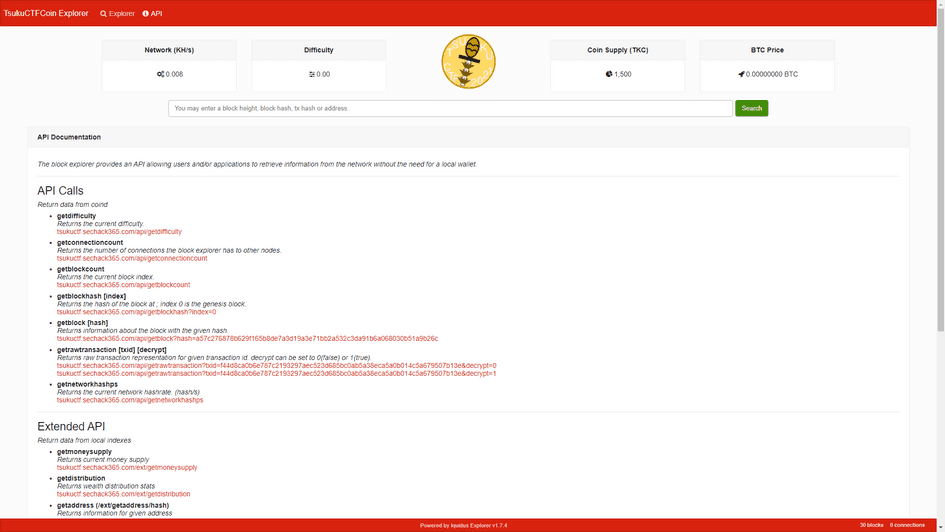 TsukuCTFCoin Explorer Explorer API
Network (KH/s) Difficulty Coin Supply (TKC) BTC Price
0.008 0.00 1,500 0.00000000 BTC
You may enter a block height, block hash, tx hash or address. Search
API Documentation
The block explorer provides an API allowing users and/or applications to retrieve information from the network without the need for a local wallet.
API Calls
Return data from coind
getdifficulty
Returns the current difficulty.
tsukuctf.sechack365.com/api/getdifficulty
getconnectioncount
Returns the number of connections the block explorer has to other nodes.
tsukuctf.sechack365.com/api/getconnectioncount
getblockcount
Returns the current block index.
tsukuctf.sechack365.com/api/getblockcount
getblockhash [index]
Returns the hash of the block at ; index 0 is the genesis block.
tsukuctf.sechack365.com/api/getblockhash?index=0
getblock [hash]
Returns information about the block with the given hash.
tsukuctf.sechack365.com/api/getblock?hash=a57c276878b629f165b8de7a3d19a3e71bb2a532c3da91b6a068030b51a9b26c
getrawtransaction [txid] [decrypt]
Returns raw transaction representation for given transaction id. decrypt can be set to 0(false) or 1(true).
tsukuctf.sechack365.com/api/getrawtransaction?txid=f44d8ca0b6e787c2193297aec523d685bc0ab5a38eca5a0b014c5a679507b13e&decrypt=0
tsukuctf.sechack365.com/api/getrawtransaction?txid=f44d8ca0b6e787c2193297aec523d685bc0ab5a38eca5a0b014c5a679507b13e&decrypt=1
getnetworkhashps
Returns the current network hashrate. (hash/s)
tsukuctf.sechack365.com/api/getnetworkhashps
Extended API
Return data from local indexes
getmoneysupply
Returns current money supply
tsukuctf.sechack365.com/ext/getmoneysupply
getdistribution
Returns wealth distribution stats
tsukuctf.sechack365.com/ext/getdistribution
getaddress (/ext/getaddress/hash)
Returns information for given address
Powered by Iquidus Explorer v1.7.4 30 blocks 0 connections